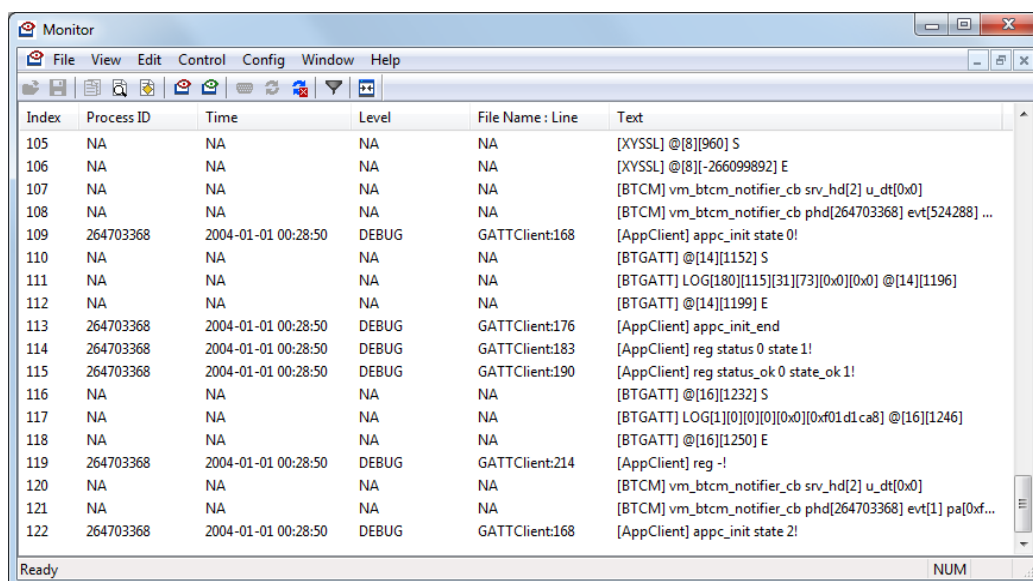 Monitor
File View Edit Control Config Window Help
Index Process ID Time Level File Name : Line Text
105 NA NA NA NA [XYSSL] @[8][960] S
106 NA NA NA NA [XYSSL] @[8][-266099892] E
107 NA NA NA NA [BTCM] vm_btcm_notifier_cb srv_hd[2] u_dt[0x0]
108 NA NA NA NA [BTCM] vm_btcm_notifier_cb phd[264703368] evt[524288] ...
109 264703368 2004-01-01 00:28:50 DEBUG GATTClient:168 [AppClient] appc_init state 0!
110 NA NA NA NA [BTGATT] @[14][1152] S
111 NA NA NA NA [BTGATT] LOG[180][115][31][73][0x0][0x0] @[14][1196]
112 NA NA NA NA [BTGATT] @[14][1199] E
113 264703368 2004-01-01 00:28:50 DEBUG GATTClient:176 [AppClient] appc_init_end
114 264703368 2004-01-01 00:28:50 DEBUG GATTClient:183 [AppClient] reg status 0 state 1!
115 264703368 2004-01-01 00:28:50 DEBUG GATTClient:190 [AppClient] reg status_ok 0 state_ok 1!
116 NA NA NA NA [BTGATT] @[16][1232] S
117 NA NA NA NA [BTGATT] LOG[1][0][0][0][0x0][0xf01d1ca8] @[16][1246]
118 NA NA NA NA [BTGATT] @[16][1250] E
119 264703368 2004-01-01 00:28:50 DEBUG GATTClient:214 [AppClient] reg -!
120 NA NA NA NA [BTCM] vm_btcm_notifier_cb srv_hd[2] u_dt[0x0]
121 NA NA NA NA [BTCM] vm_btcm_notifier_cb phd[264703368] evt[1] pa[0xf...
122 264703368 2004-01-01 00:28:50 DEBUG GATTClient:168 [AppClient] appc_init state 2!
Ready NUM